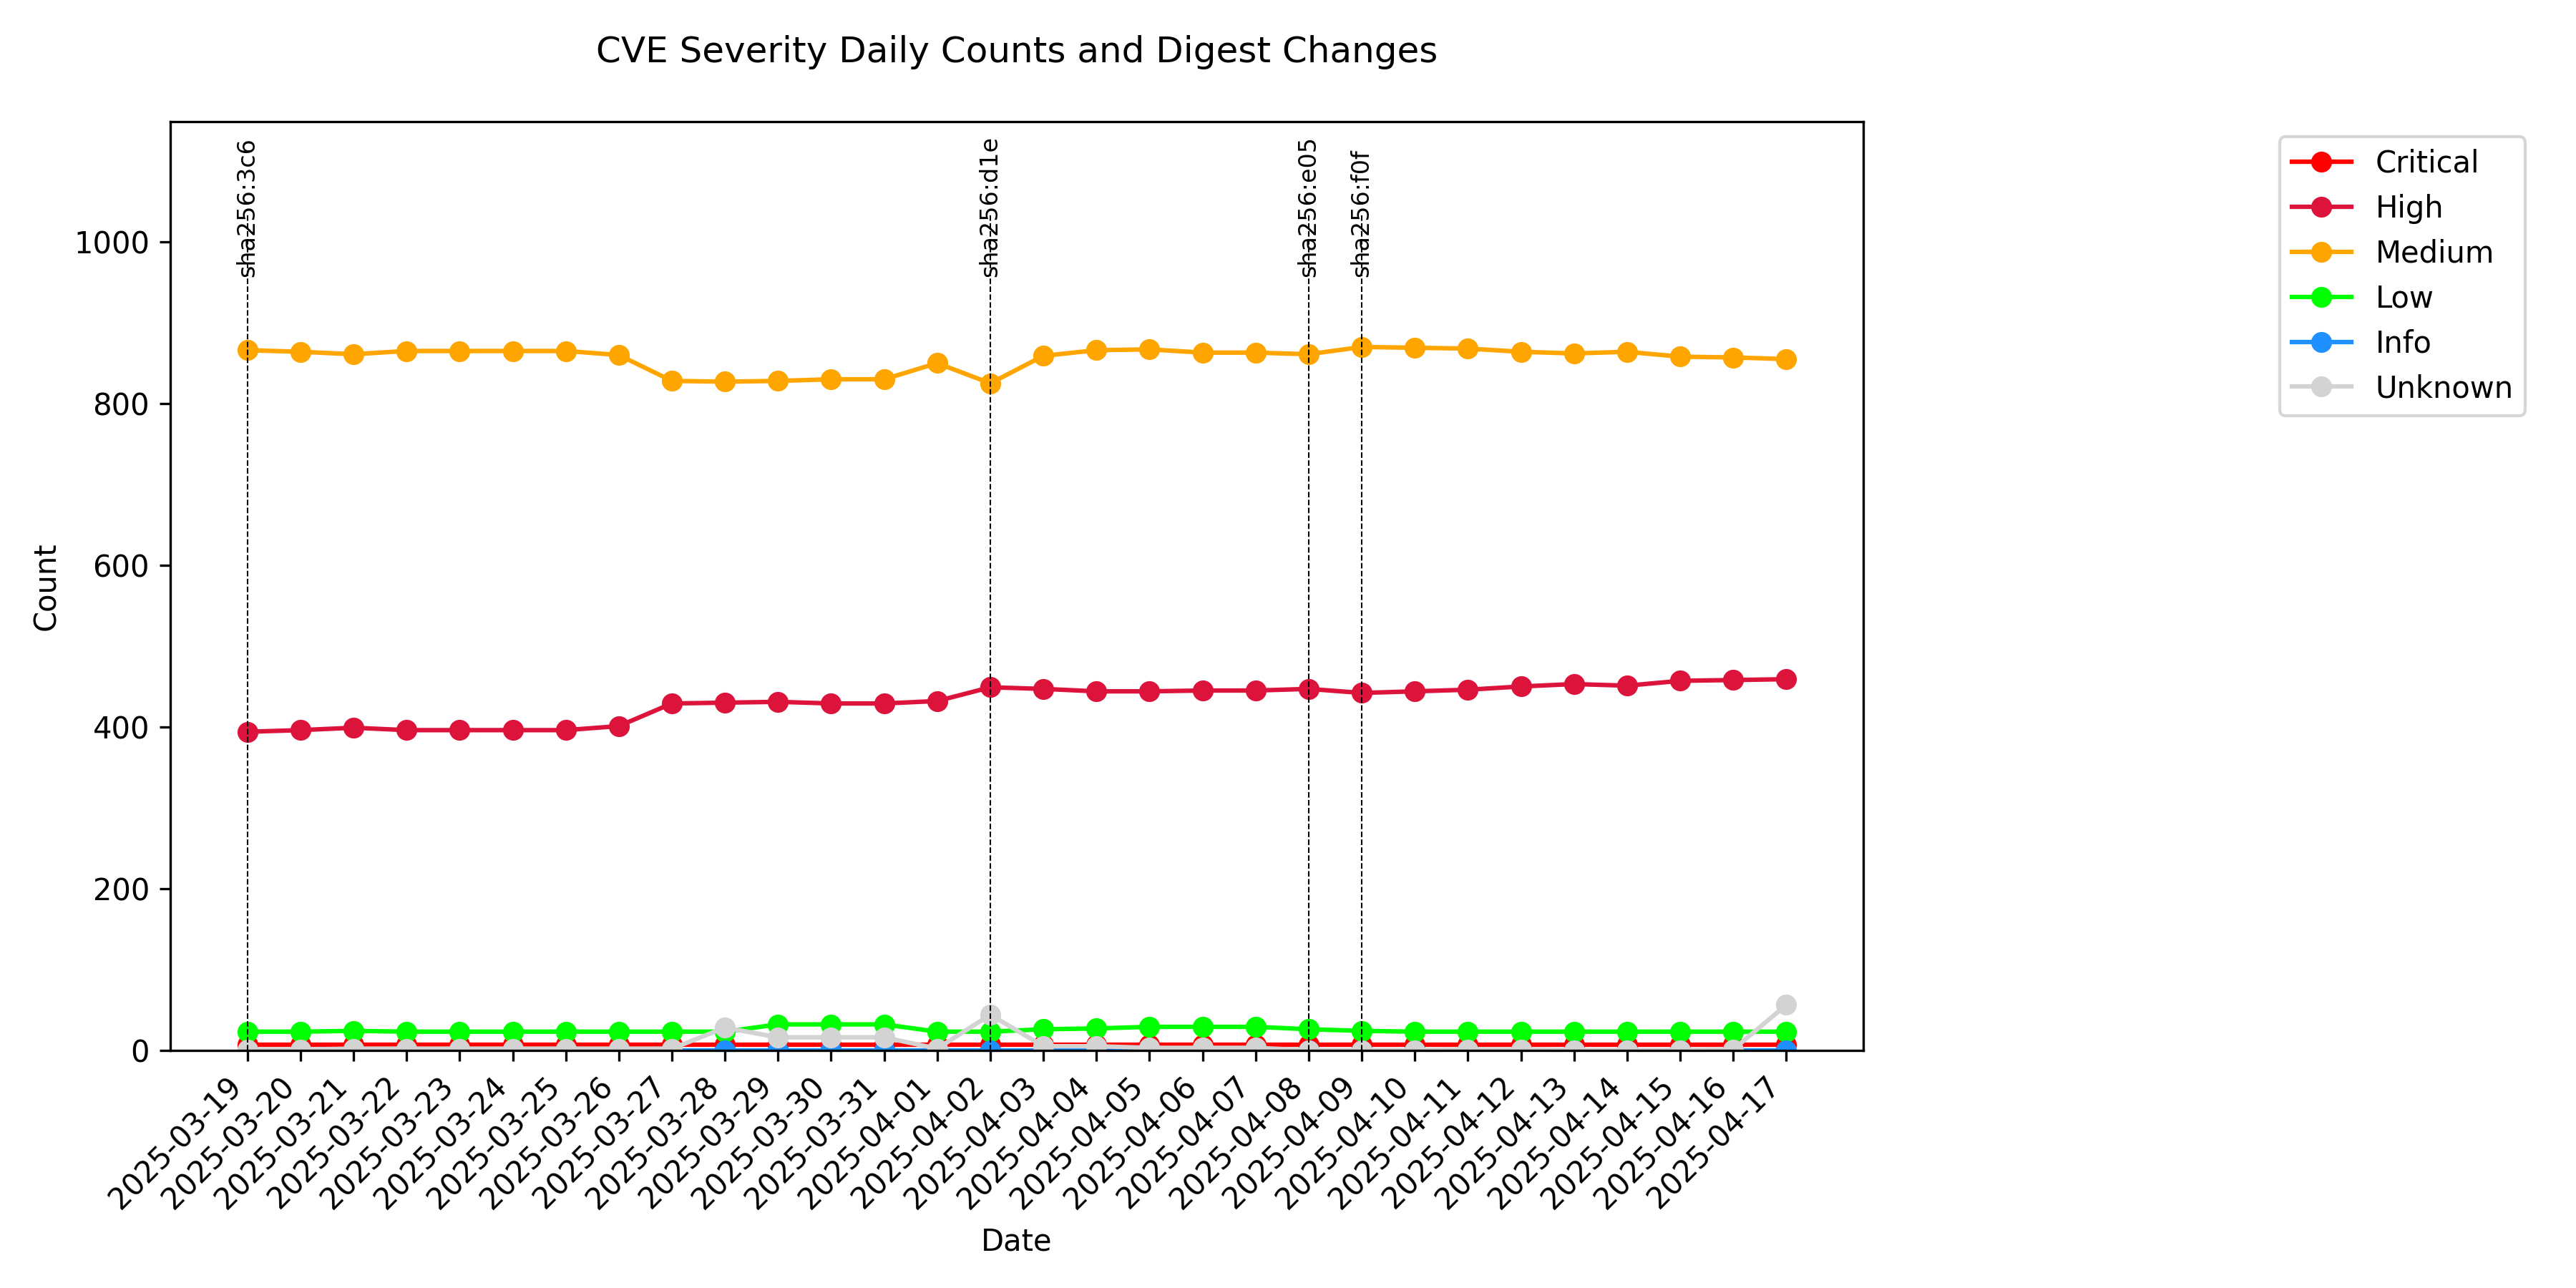 CVE Severity Daily Counts and Digest Changes
sha256:3c6
sha256:d1e
sha256:e05
sha256:f0f
Critical
High
Medium
Low
Info
Unknown
Count
1000
800
600
400
200
0
2025-03-19
2025-03-20
2025-03-21
2025-03-22
2025-03-23
2025-03-24
2025-03-25
2025-03-26
2025-03-27
2025-03-28
2025-03-29
2025-03-30
2025-03-31
2025-04-01
2025-04-02
2025-04-03
2025-04-04
2025-04-05
2025-04-06
2025-04-07
2025-04-08
2025-04-09
2025-04-10
2025-04-11
2025-04-12
2025-04-13
2025-04-14
2025-04-15
2025-04-16
2025-04-17
Date